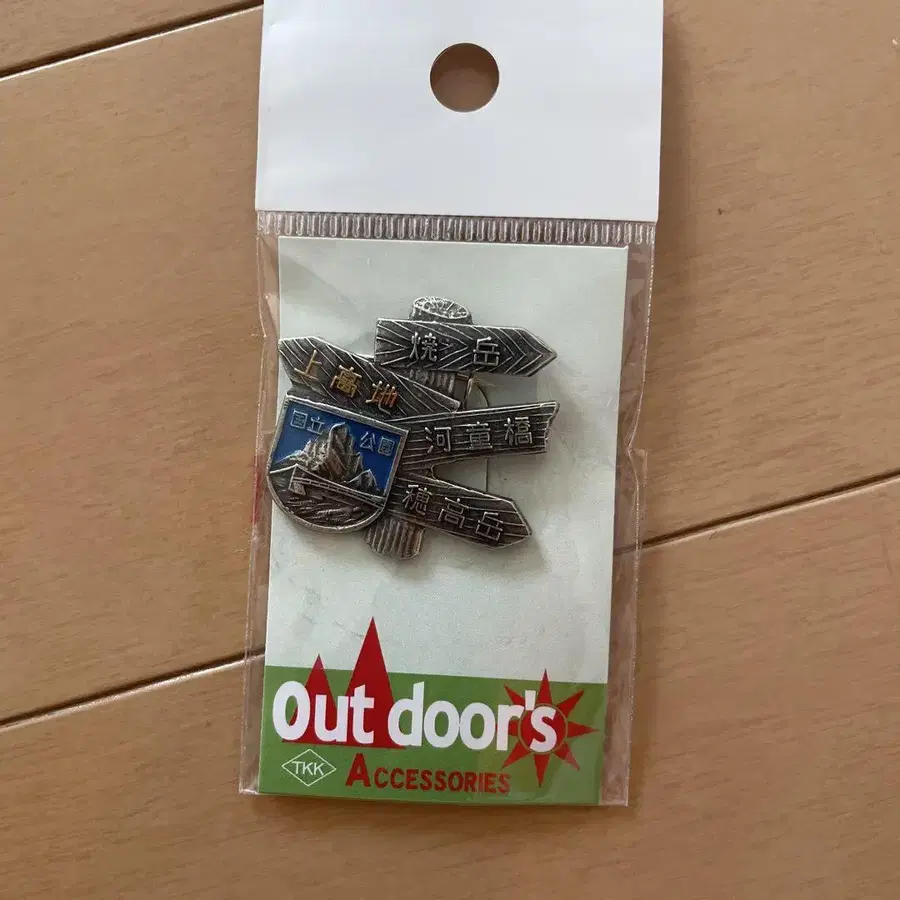 焼岳
上高地
国立公園
河童橋
穂高岳
Out door's
TKK
ACCESSORIES